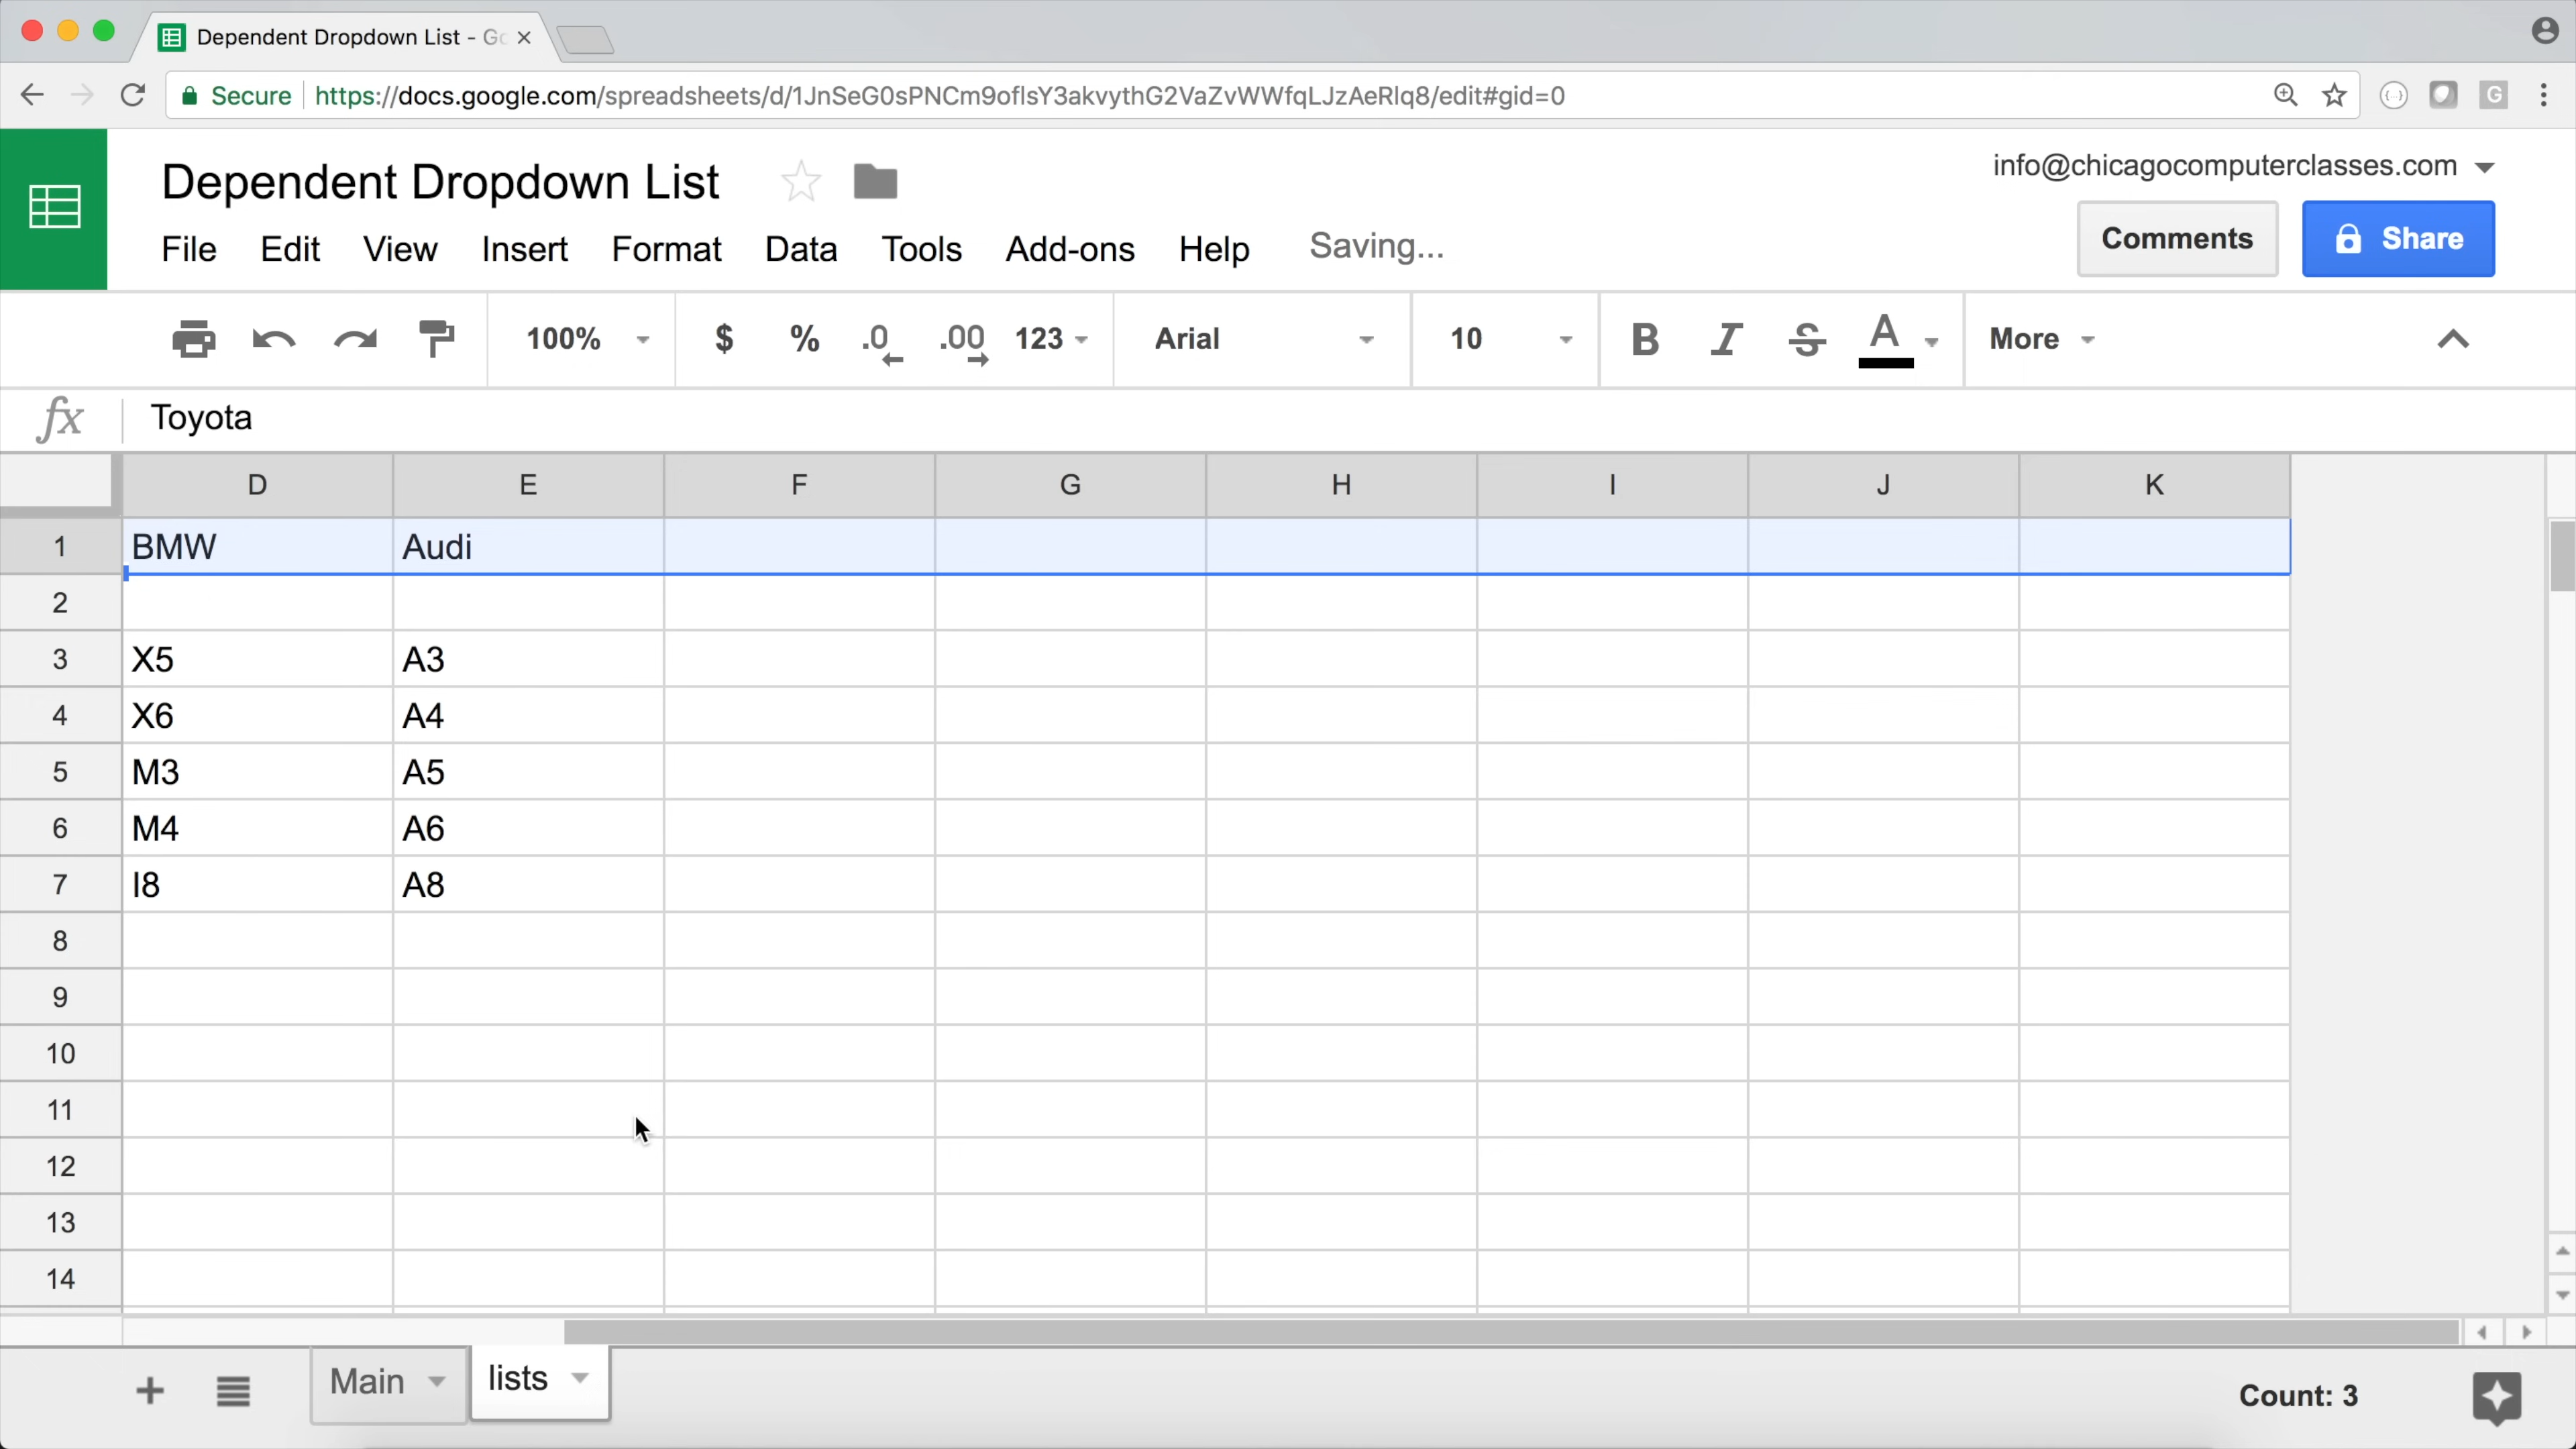 Dependent Dropdown List - Go
Secure https://docs.google.com/spreadsheets/d/1JnSeG0sPNCm9oflsY3akvythG2VaZvWWfqLJzAeRlq8/edit#gid=0
G
Dependent Dropdown List
info@chicagocomputerclasses.com
File Edit View Insert Format Data Tools Add-ons Help Saving...
Comments Share
100% $ % .0 .00 123 Arial 10 B I S A More
fx Toyota
D E F G H I J K
1 BMW Audi
2
3 X5 A3
4 X6 A4
5 M3 A5
6 M4 A6
7 I8 A8
8
9
10
11
12
13
14
Main lists Count: 3